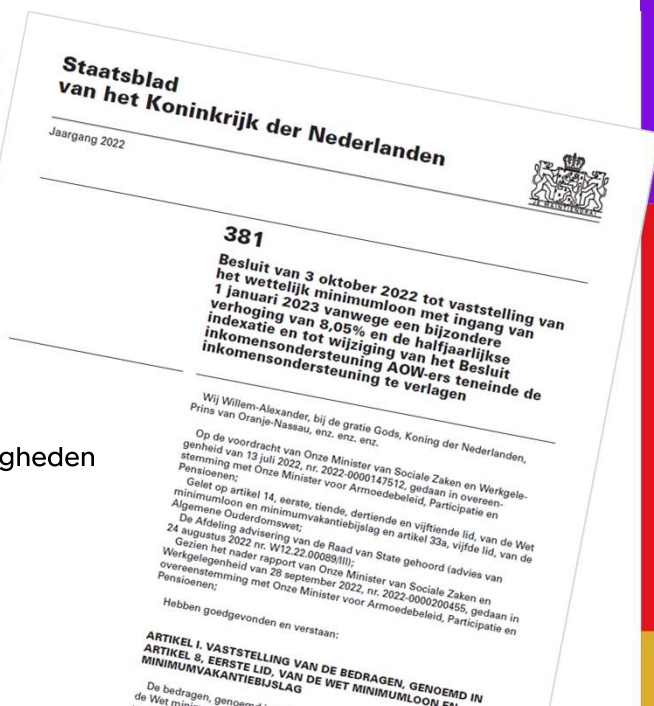 Staatsblad
van het Koninkrijk der Nederlanden
Jaargang 2022
JE MAINTIENDRAI
381
Besluit van 3 oktober 2022 tot vaststelling van
het wettelijk minimumloon met ingang van
1 januari 2023 vanwege een bijzondere
verhoging van 8,05% en de halfjaarlijkse
indexatie en tot wijziging van het Besluit
inkomensondersteuning AOW-ers teneinde de
inkomensondersteuning te verlagen
Wij Willem-Alexander, bij de gratie Gods, Koning der Nederlanden,
Prins van Oranje-Nassau, enz. enz. enz.
gheden
Op de voordracht van Onze Minister van Sociale Zaken en Werkgele-
genheid van 13 juli 2022, nr. 2022-0000147512, gedaan in overeen-
stemming met Onze Minister voor Armoedebeleid, Participatie en
Pensioenen;
Gelet op artikel 14, eerste, tiende, dertiende en vijftiende lid, van de Wet
minimumloon en minimumvakantiebijslag en artikel 33a, vijfde lid, van de
Algemene Ouderdomswet;
De Afdeling advisering van de Raad van State gehoord (advies van
24 augustus 2022 nr. W12.22.00089/III);
Gezien het nader rapport van Onze Minister van Sociale Zaken en
Werkgelegenheid van 28 september 2022, nr. 2022-0000200455, gedaan in
overeenstemming met Onze Minister voor Armoedebeleid, Participatie en
Pensioenen;
Hebben goedgevonden en verstaan:
ARTIKEL I. VASTSTELLING VAN DE BEDRAGEN, GENOEMD IN
ARTIKEL 8, EERSTE LID, VAN DE WET MINIMUMLOON EN
MINIMUMVAKANTIEBIJSLAG
De bedragen, genoemd
de Wet